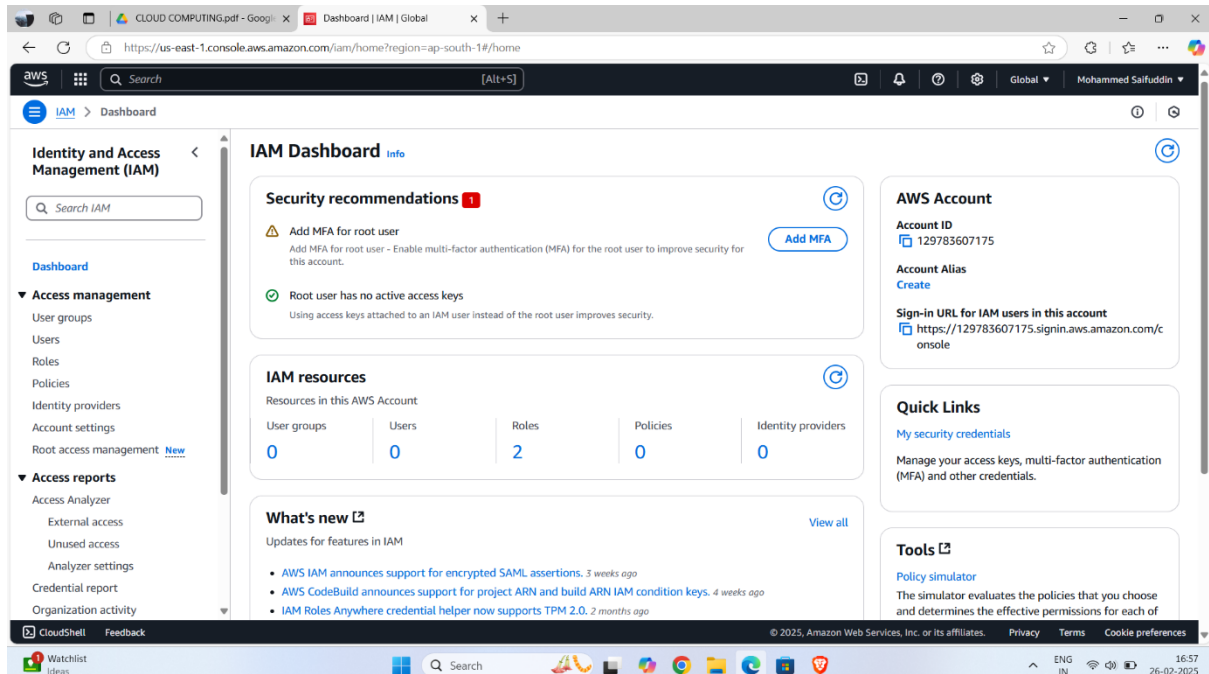 CLOUD COMPUTING.pdf - Googl
Dashboard | IAM | Global
https://us-east-1.console.aws.amazon.com/iam/home?region=ap-south-1#/home
aws
Search
[Alt+S]
Global
Mohammed Saifuddin
IAM > Dashboard
Identity and Access
Management (IAM)
Search IAM
Dashboard
Access management
User groups
Users
Roles
Policies
Identity providers
Account settings
Root access management New
Access reports
Access Analyzer
External access
Unused access
Analyzer settings
Credential report
Organization activity
IAM Dashboard Info
Security recommendations 1
Add MFA for root user
Add MFA for root user - Enable multi-factor authentication (MFA) for the root user to improve security for
this account.
Add MFA
Root user has no active access keys
Using access keys attached to an IAM user instead of the root user improves security.
IAM resources
Resources in this AWS Account
User groups
Users
Roles
Policies
Identity providers
0
0
2
0
0
What's new
View all
Updates for features in IAM
• AWS IAM announces support for encrypted SAML assertions. 3 weeks ago
• AWS CodeBuild announces support for project ARN and build ARN IAM condition keys. 4 weeks ago
• IAM Roles Anywhere credential helper now supports TPM 2.0. 2 months ago
AWS Account
Account ID
129783607175
Account Alias
Create
Sign-in URL for IAM users in this account
https://129783607175.signin.aws.amazon.com/c
onsole
Quick Links
My security credentials
Manage your access keys, multi-factor authentication
(MFA) and other credentials.
Tools
Policy simulator
The simulator evaluates the policies that you choose
and determines the effective permissions for each of
CloudShell
Feedback
© 2025, Amazon Web Services, Inc. or its affiliates.
Privacy
Terms
Cookie preferences
1
Watchlist
Ideas
Search
ENG
IN
16:57
26-02-2025